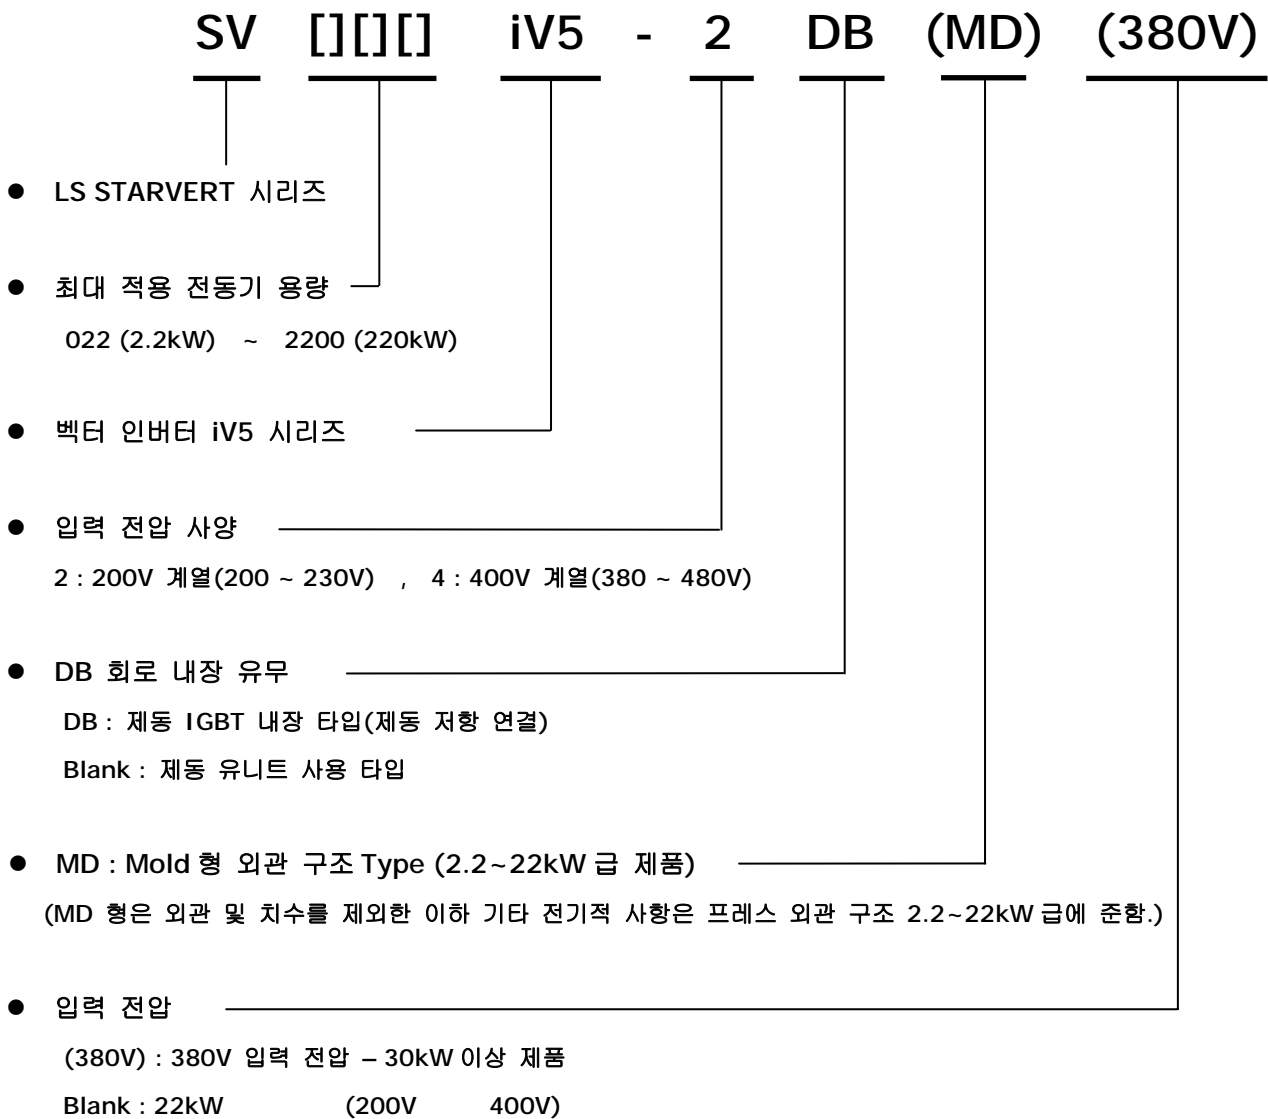 SV [][][] iV5 - 2 DB (MD) (380V)
● LS STARVERT 시리즈
● 최대 적용 전동기 용량
022 (2.2kW) ~ 2200 (220kW)
● 벡터 인버터 iV5 시리즈
● 입력 전압 사양
2 : 200V 계열(200 ~ 230V) , 4 : 400V 계열(380 ~ 480V)
● DB 회로 내장 유무
DB : 제동 IGBT 내장 타입(제동 저항 연결)
Blank : 제동 유니트 사용 타입
● MD : Mold 형 외관 구조 Type (2.2~22kW 급 제품)
(MD 형은 외관 및 치수를 제외한 이하 기타 전기적 사항은 프레스 외관 구조 2.2~22kW 급에 준함.)
● 입력 전압
(380V) : 380V 입력 전압 – 30kW 이상 제품
Blank : 22kW (200V 400V)